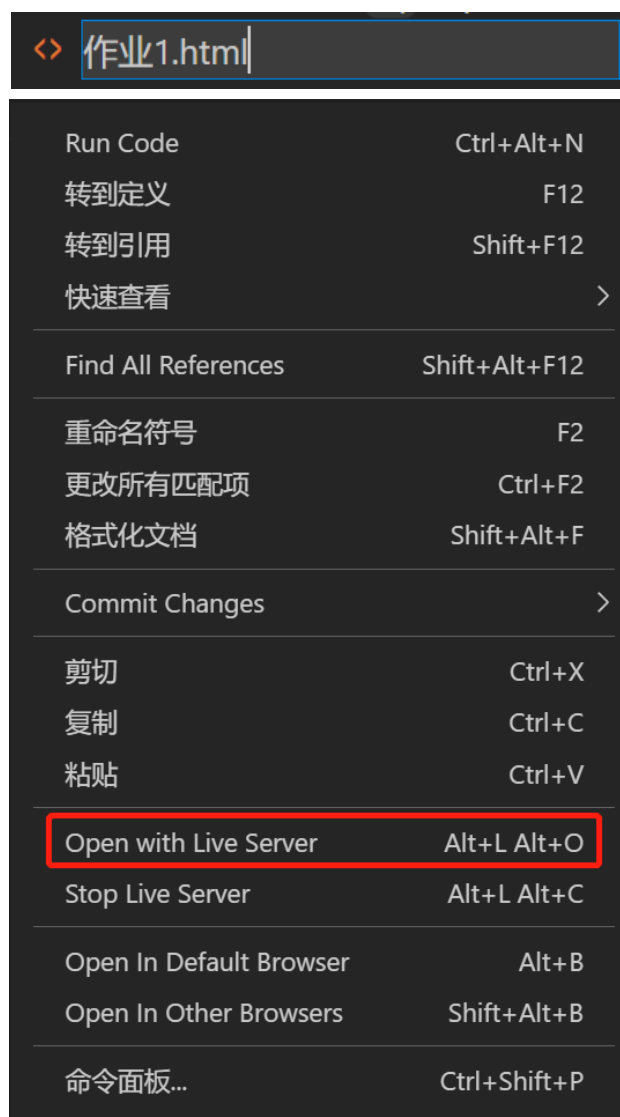 作业1.html
Run Code Ctrl+Alt+N
转到定义 F12
转到引用 Shift+F12
快速查看
Find All References Shift+Alt+F12
重命名符号 F2
更改所有匹配项 Ctrl+F2
格式化文档 Shift+Alt+F
Commit Changes
剪切 Ctrl+X
复制 Ctrl+C
粘贴 Ctrl+V
Open with Live Server Alt+L Alt+O
Stop Live Server Alt+L Alt+C
Open In Default Browser Alt+B
Open In Other Browsers Shift+Alt+B
命令面板... Ctrl+Shift+P